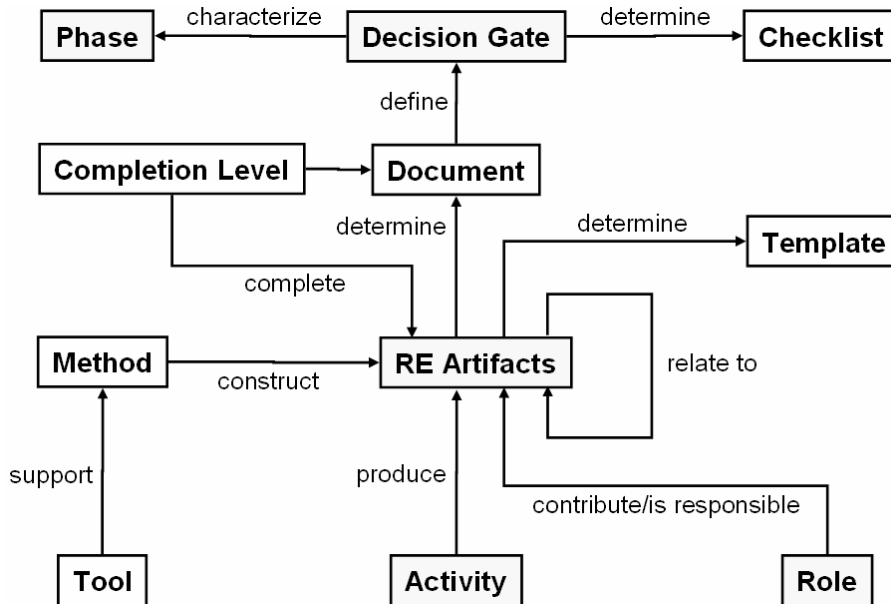 characterize
determine
Phase
Decision Gate
Checklist
define
Completion Level
Document
determine
determine
Template
complete
Method
RE Artifacts
relate to
construct
support
produce
contribute/is responsible
Tool
Activity
Role